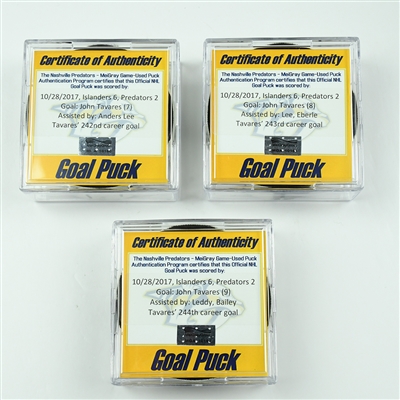 Certificate of Authenticity
The Nashville Predators - MeiGray Game-Used Puck
Authentication Program certifies that this Official NHL
Goal Puck was scored by:
10/28/2017, Islanders 6, Predators 2
Goal: John Tavares (7)
Assisted by: Anders Lee
Tavares' 242nd career goal
Goal Puck
Certificate of Authenticity
The Nashville Predators - MeiGray Game-Used Puck
Authentication Program certifies that this Official NHL
Goal Puck was scored by:
10/28/2017, Islanders 6, Predators 2
Goal: John Tavares (8)
Assisted by: Lee, Eberle
Tavares' 243rd career goal
Goal Puck
Certificate of Authenticity
The Nashville Predators - MeiGray Game-Used Puck
Authentication Program certifies that this Official NHL
Goal Puck was scored by:
10/28/2017, Islanders 6, Predators 2
Goal: John Tavares (9)
Assisted by: Leddy, Bailey
Tavares' 244th career goal
Goal Puck